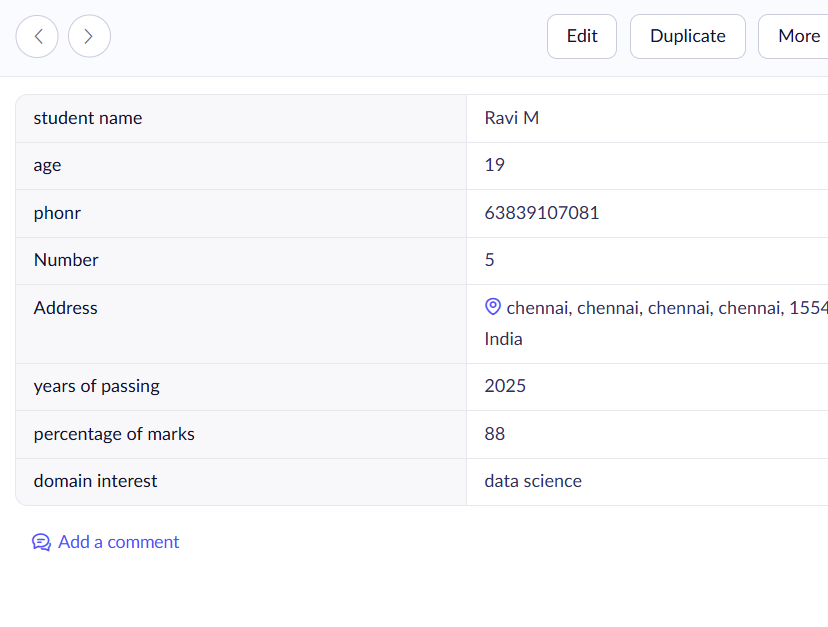 Edit Duplicate More
student name Ravi M
age 19
phonr 63839107081
Number 5
Address chennai, chennai, chennai, chennai, 1554
India
years of passing 2025
percentage of marks 88
domain interest data science
Add a comment